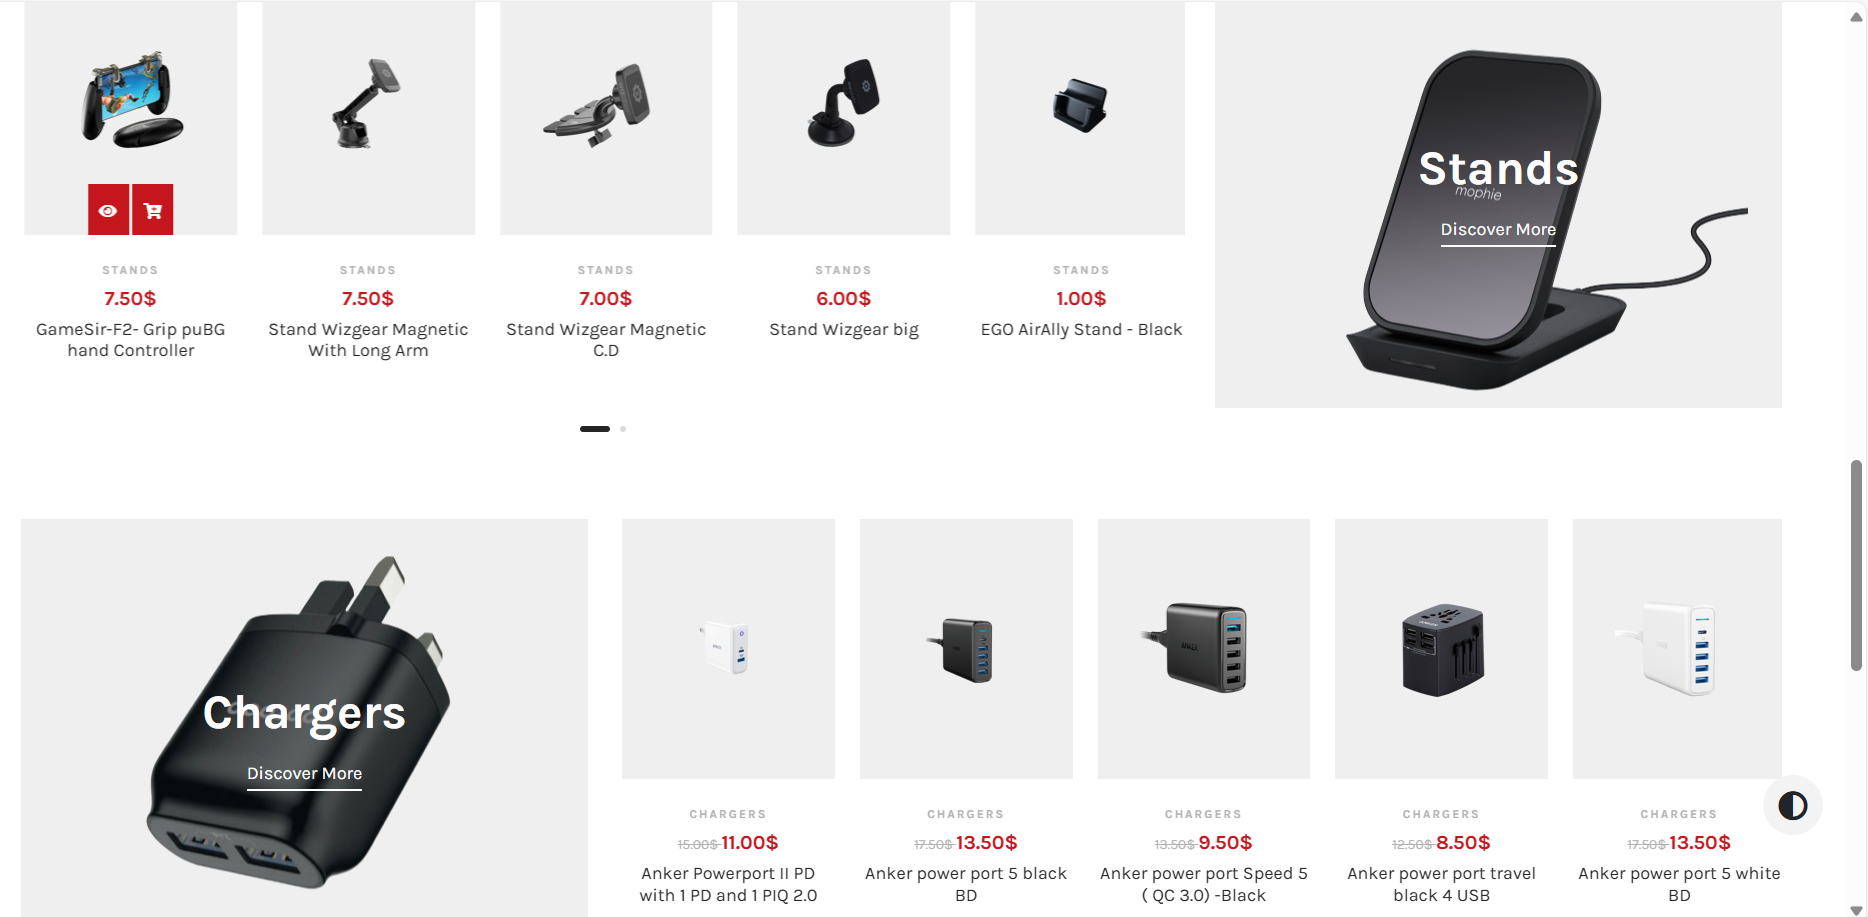 STANDS
7.50$
GameSir-F2- Grip puBG
hand Controller
STANDS
7.50$
Stand Wizgear Magnetic
With Long Arm
STANDS
7.00$
Stand Wizgear Magnetic
C.D
STANDS
6.00$
Stand Wizgear big
STANDS
1.00$
EGO AirAlly Stand - Black
Stands
mophie
Discover More
Chargers
Discover More
CHARGERS
15.00$ 11.00$
Anker Powerport II PD
with 1 PD and 1 PIQ 2.0
CHARGERS
17.50$ 13.50$
Anker power port 5 black
BD
ANKER
CHARGERS
13.50$ 9.50$
Anker power port Speed 5
( QC 3.0) -Black
CHARGERS
12.50$ 8.50$
Anker power port travel
black 4 USB
CHARGERS
17.50$ 13.50$
Anker power port 5 white
BD